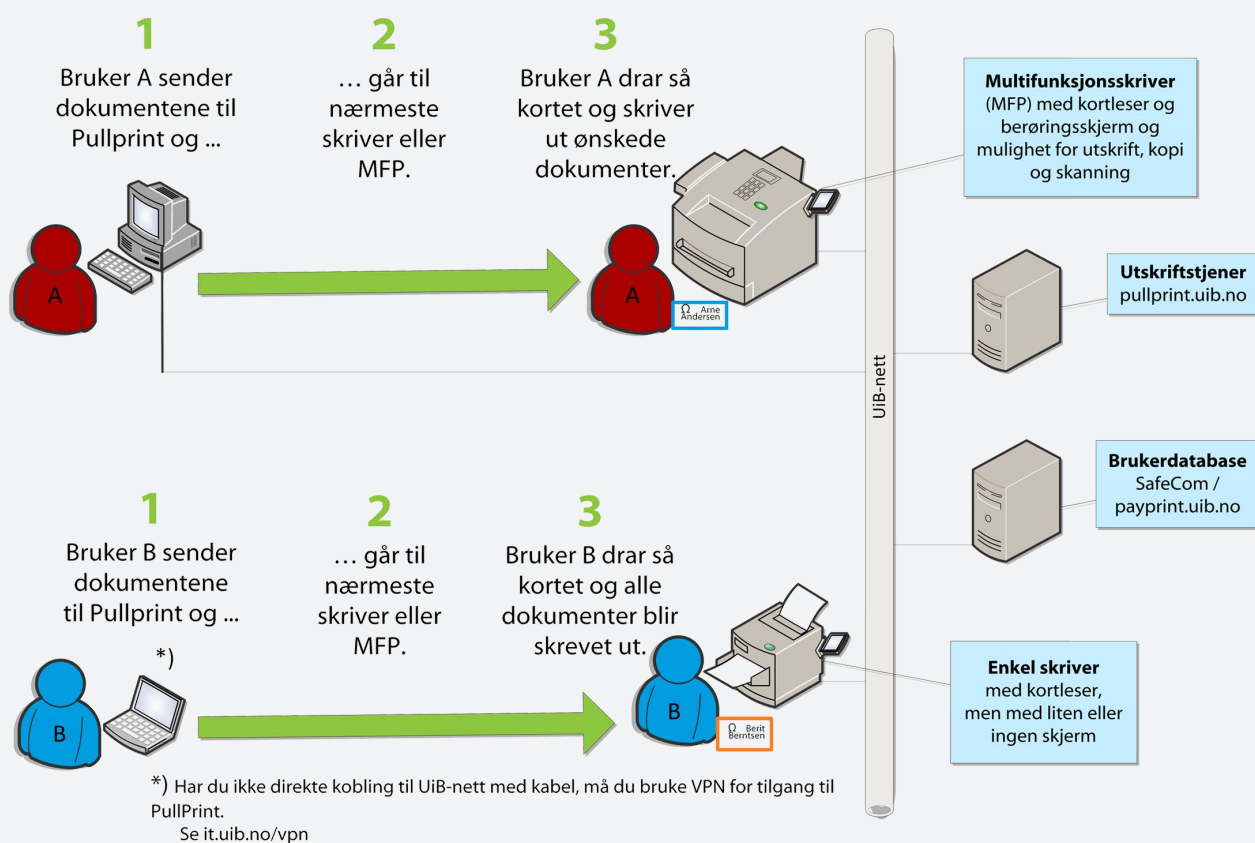 1
Bruker A sender
dokumentene til
Pullprint og ...
2
… går til
nærmeste
skriver eller
MFP.
3
Bruker A drar så
kortet og skriver
ut ønskede
dokumenter.
Multifunksjonsskriver
(MFP) med kortleser og
berøringsskjerm og
mulighet for utskrift, kopi
og skanning
A
A
Ω Arne
Andersen
Utskriftstjener
pullprint.uib.no
UiB-nett
Brukerdatabase
SafeCom /
payprint.uib.no
1
Bruker B sender
dokumentene
til Pullprint og ...
*)
2
… går til
nærmeste
skriver eller
MFP.
3
Bruker B drar så
kortet og alle
dokumenter blir
skrevet ut.
B
B
Ω Berit
Berntsen
Enkel skriver
med kortleser,
men med liten eller
ingen skjerm
*) Har du ikke direkte kobling til UiB-nett med kabel, må du bruke VPN for tilgang til
PullPrint.
Se it.uib.no/vpn